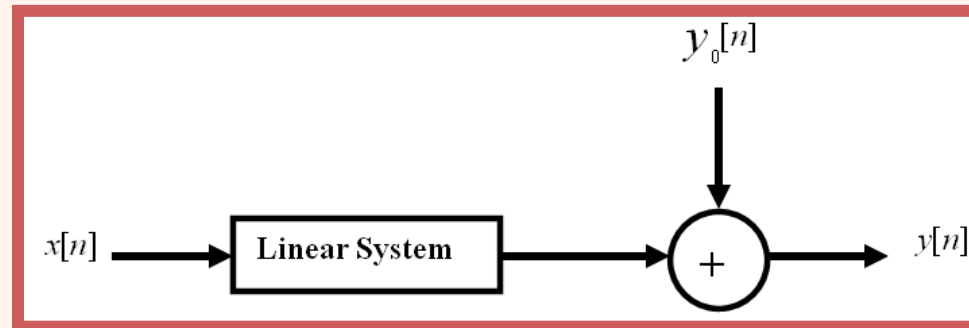 y₀[n]
x[n]
Linear System
+
y[n]